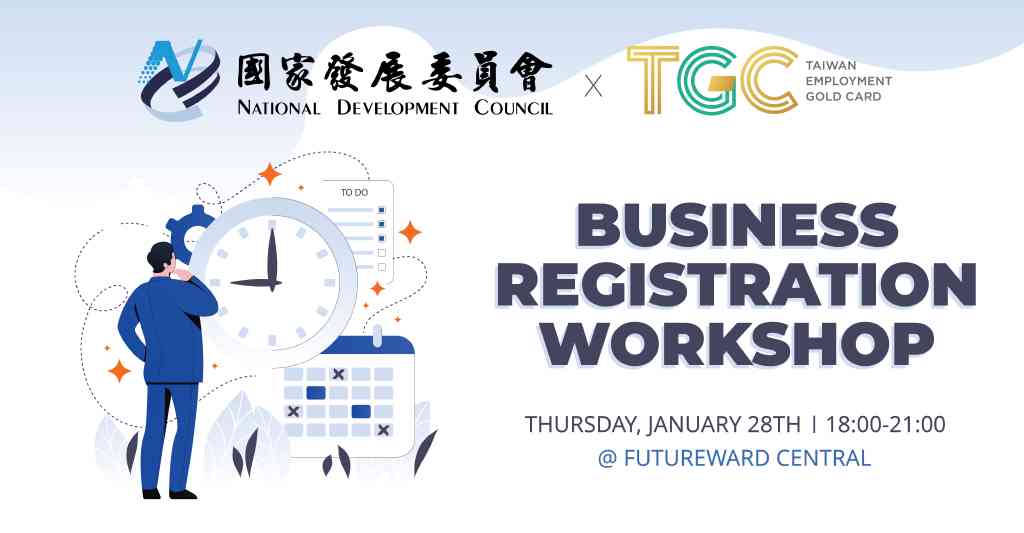 國家發展委員會
NATIONAL DEVELOPMENT COUNCIL
X
TGC
TAIWAN
EMPLOYMENT
GOLD CARD
TO DO
BUSINESS
REGISTRATION
WORKSHOP
THURSDAY, JANUARY 28TH | 18:00-21:00
@ FUTUREWARD CENTRAL